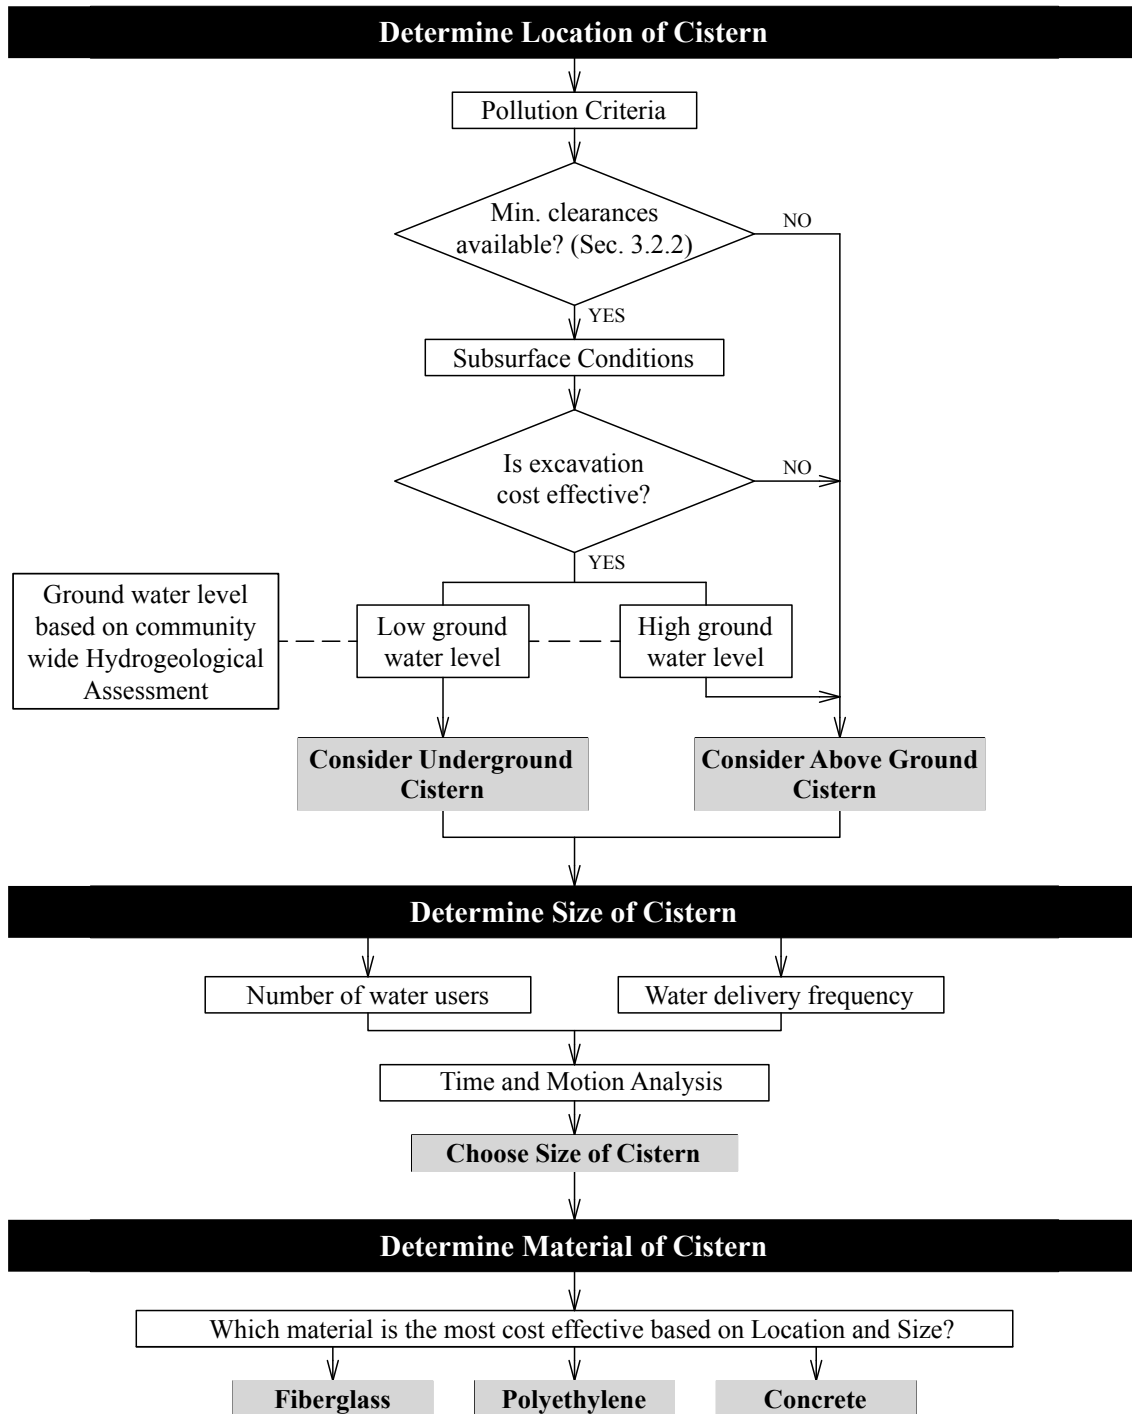 Determine Location of Cistern
Pollution Criteria
Min. clearances
available? (Sec. 3.2.2)
NO
YES
Subsurface Conditions
Is excavation
cost effective?
NO
YES
Ground water level
based on community
wide Hydrogeological
Assessment
Low ground
water level
High ground
water level
Consider Underground
Cistern
Consider Above Ground
Cistern
Determine Size of Cistern
Number of water users
Water delivery frequency
Time and Motion Analysis
Choose Size of Cistern
Determine Material of Cistern
Which material is the most cost effective based on Location and Size?
Fiberglass
Polyethylene
Concrete